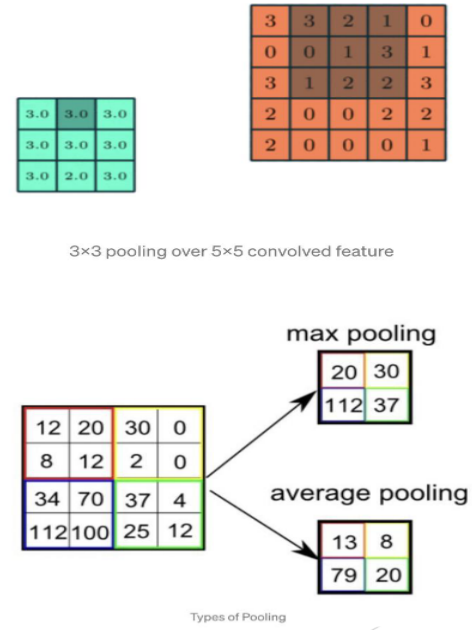 3 3 2 1 0
0 0 1 3 1
3 1 2 2 3
2 0 0 2 2
2 0 0 0 1
3.0 3.0 3.0
3.0 3.0 3.0
3.0 2.0 3.0
3×3 pooling over 5×5 convolved feature
max pooling
20 30
112 37
12 20 30 0
8 12 2 0
34 70 37 4
112 100 25 12
average pooling
13 8
79 20
Types of Pooling